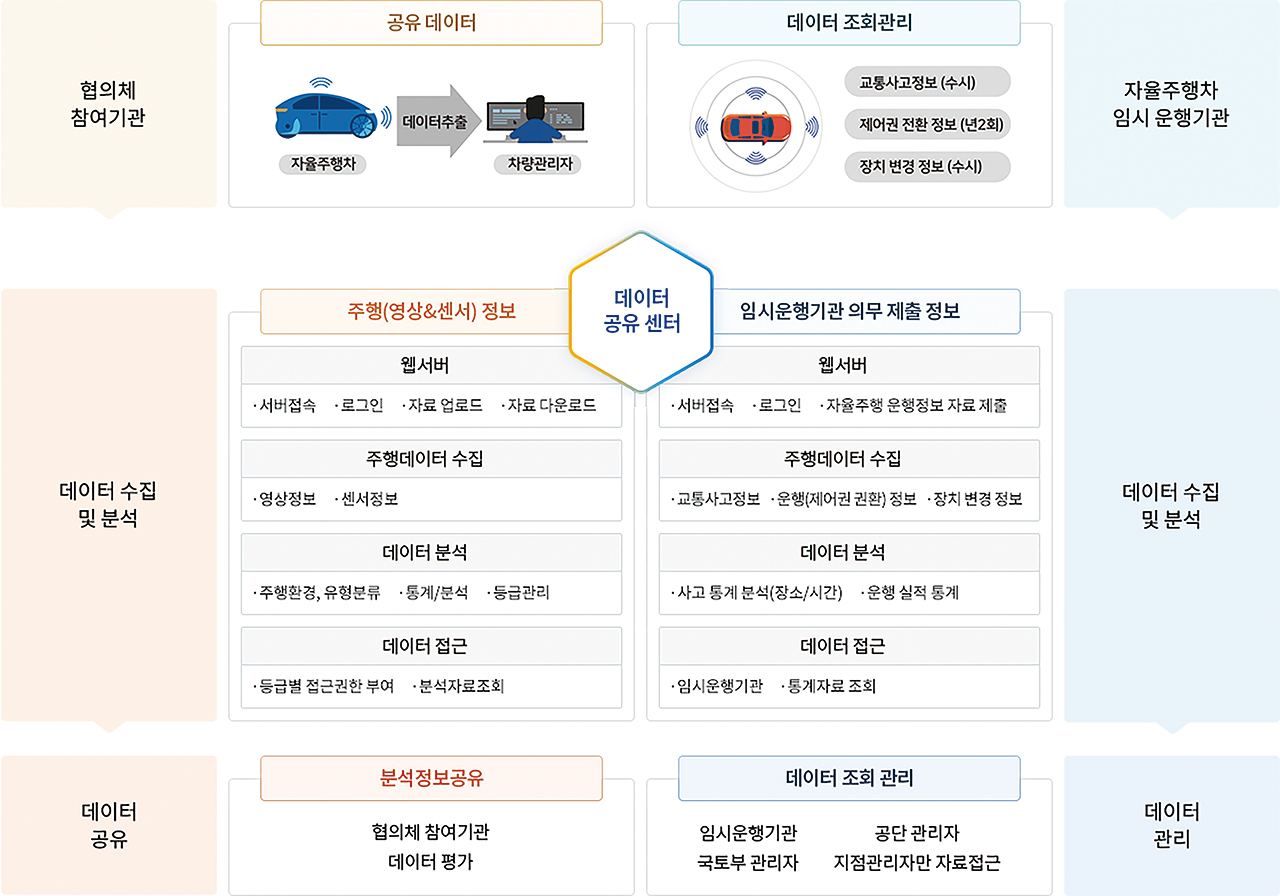 협의체
참여기관
공유 데이터
자율주행차
데이터추출
차량관리자
데이터 조회관리
교통사고정보 (수시)
제어권 전환 정보 (년2회)
장치 변경 정보 (수시)
자율주행차
임시 운행기관
데이터
공유 센터
데이터 수집
및 분석
주행(영상&센서) 정보
웹서버
·서버접속 ·로그인 ·자료 업로드 ·자료 다운로드
주행데이터 수집
·영상정보 ·센서정보
데이터 분석
·주행환경, 유형분류 ·통계/분석 ·등급관리
데이터 접근
·등급별 접근권한 부여 ·분석자료조회
임시운행기관 의무 제출 정보
웹서버
·서버접속 ·로그인 ·자율주행 운행정보 자료 제출
주행데이터 수집
·교통사고정보 ·운행(제어권 권환) 정보 ·장치 변경 정보
데이터 분석
·사고 통계 분석(장소/시간) ·운행 실적 통계
데이터 접근
·임시운행기관 ·통계자료 조회
데이터 수집
및 분석
데이터
공유
분석정보공유
협의체 참여기관
데이터 평가
데이터 조회 관리
임시운행기관
국토부 관리자
공단 관리자
지점관리자만 자료접근
데이터
관리